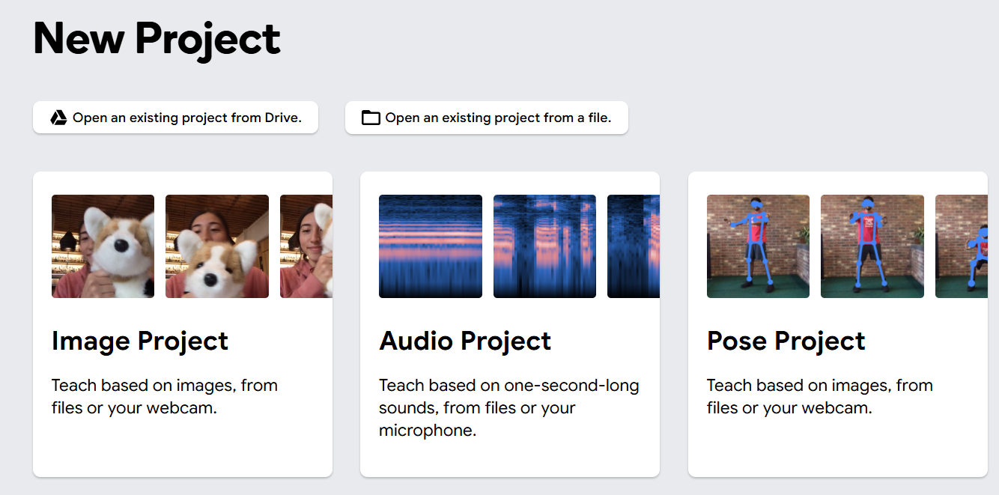 New Project
Open an existing project from Drive.
Open an existing project from a file.
Image Project
Teach based on images, from
files or your webcam.
Audio Project
Teach based on one-second-long
sounds, from files or your
microphone.
Pose Project
Teach based on images, from
files or your webcam.